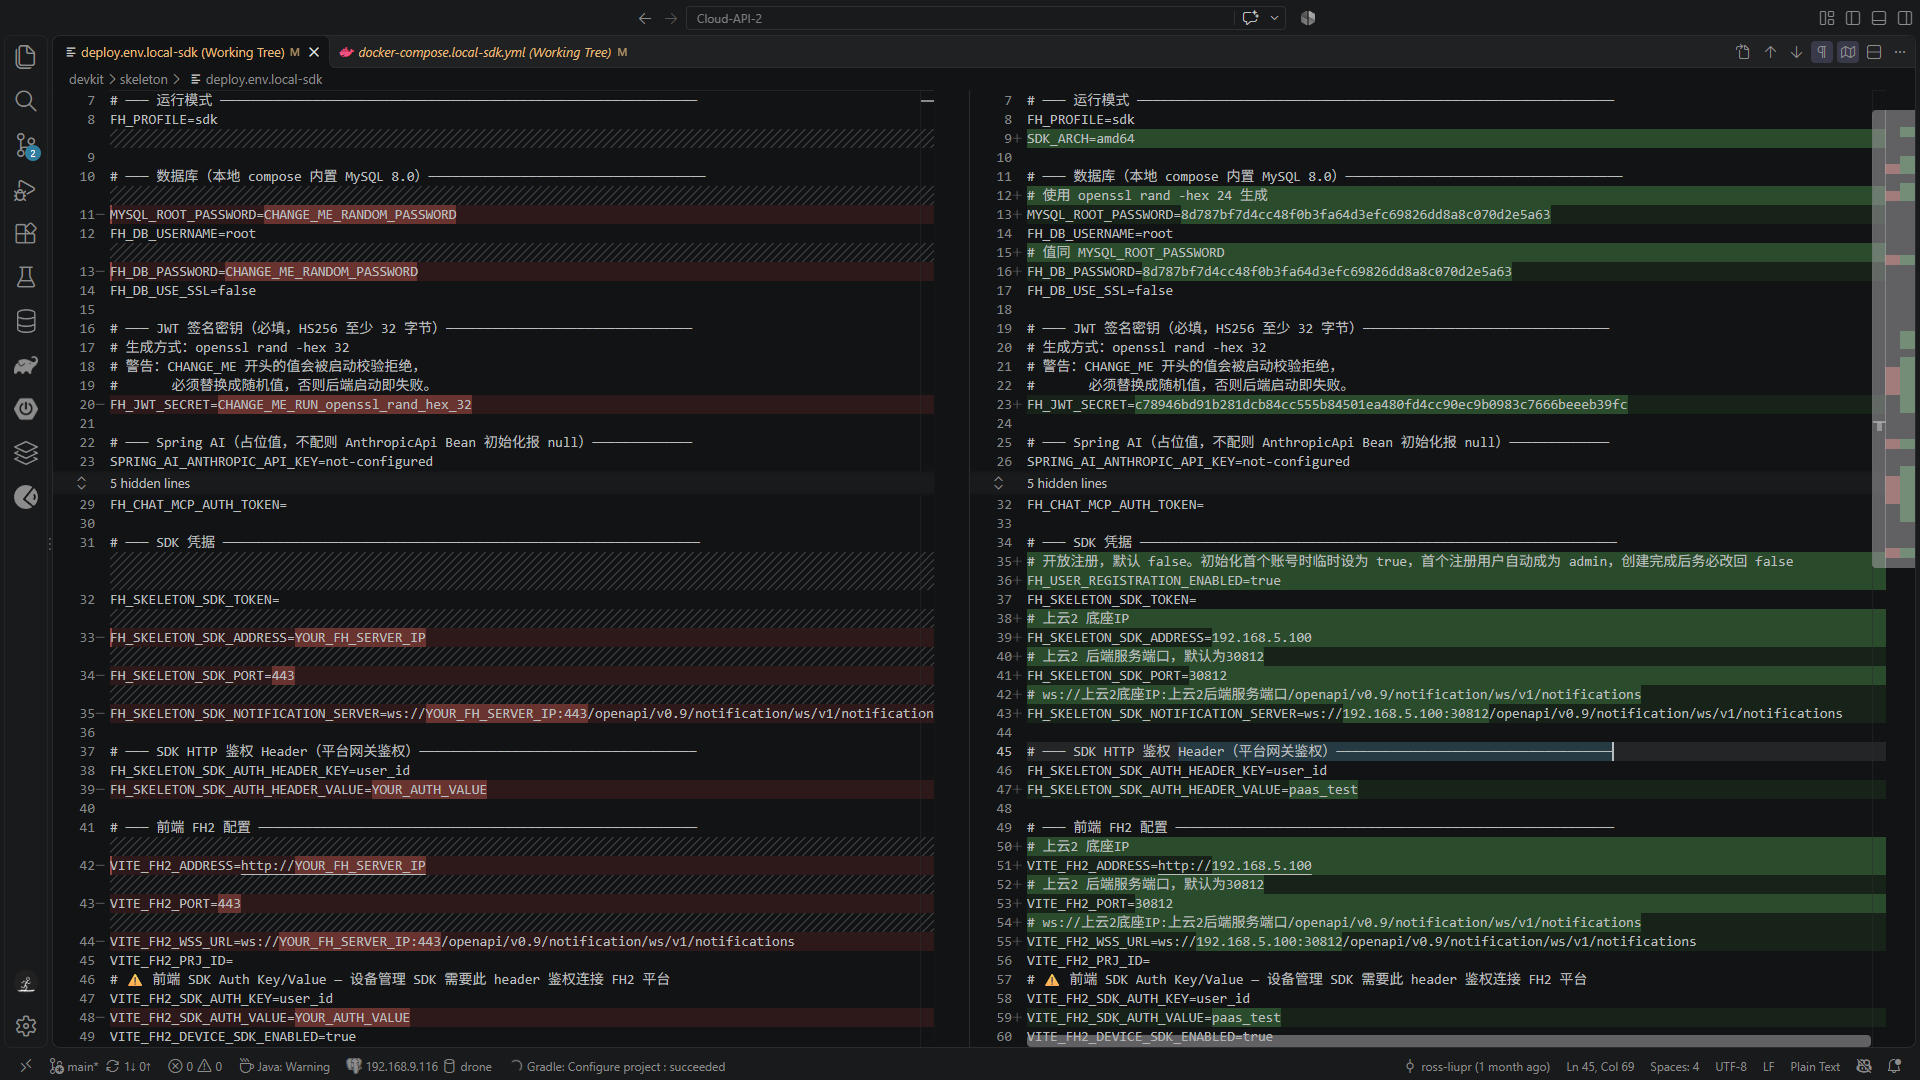 Cloud-API-2
deploy.env.local-sdk (Working Tree) M
docker-compose.local-sdk.yml (Working Tree) M
devkit > skeleton > deploy.env.local-sdk
7 # —— 运行模式 ——
8 FH_PROFILE=sdk
9
10 # —— 数据库（本地 compose 内置 MySQL 8.0）——
11 MYSQL_ROOT_PASSWORD=CHANGE_ME_RANDOM_PASSWORD
12 FH_DB_USERNAME=root
13 FH_DB_PASSWORD=CHANGE_ME_RANDOM_PASSWORD
14 FH_DB_USE_SSL=false
15
16 # —— JWT 签名密钥（必填，HS256 至少 32 字节）——
17 # 生成方式：openssl rand -hex 32
18 # 警告：CHANGE_ME 开头的值会被启动校验拒绝，
19 # 必须替换成随机值，否则后端启动即失败。
20 FH_JWT_SECRET=CHANGE_ME_RUN_openssl_rand_hex_32
21
22 # —— Spring AI（占位值，不配则 AnthropicApi Bean 初始化报 null）——
23 SPRING_AI_ANTHROPIC_API_KEY=not-configured
5 hidden lines
29 FH_CHAT_MCP_AUTH_TOKEN=
30
31 # —— SDK 凭据 ——
32 FH_SKELETON_SDK_TOKEN=
33 FH_SKELETON_SDK_ADDRESS=YOUR_FH_SERVER_IP
34 FH_SKELETON_SDK_PORT=443
35 FH_SKELETON_SDK_NOTIFICATION_SERVER=ws://YOUR_FH_SERVER_IP:443/openapi/v0.9/notification/ws/v1/notification
36
37 # —— SDK HTTP 鉴权 Header（平台网关鉴权）——
38 FH_SKELETON_SDK_AUTH_HEADER_KEY=user_id
39 FH_SKELETON_SDK_AUTH_HEADER_VALUE=YOUR_AUTH_VALUE
40
41 # —— 前端 FH2 配置 ——
42 VITE_FH2_ADDRESS=http://YOUR_FH_SERVER_IP
43 VITE_FH2_PORT=443
44 VITE_FH2_WSS_URL=ws://YOUR_FH_SERVER_IP:443/openapi/v0.9/notification/ws/v1/notifications
45 VITE_FH2_PRJ_ID=
46 # ⚠️ 前端 SDK Auth Key/Value — 设备管理 SDK 需要此 header 鉴权连接 FH2 平台
47 VITE_FH2_SDK_AUTH_KEY=user_id
48 VITE_FH2_SDK_AUTH_VALUE=YOUR_AUTH_VALUE
49 VITE_FH2_DEVICE_SDK_ENABLED=true
7 # —— 运行模式 ——
8 FH_PROFILE=sdk
9+ SDK_ARCH=amd64
10
11 # —— 数据库（本地 compose 内置 MySQL 8.0）——
12+ # 使用 openssl rand -hex 24 生成
13+ MYSQL_ROOT_PASSWORD=8d787bf7d4cc48f0b3fa64d3efc69826dd8a8c070d2e5a63
14 FH_DB_USERNAME=root
15+ # 值同 MYSQL_ROOT_PASSWORD
16+ FH_DB_PASSWORD=8d787bf7d4cc48f0b3fa64d3efc69826dd8a8c070d2e5a63
17 FH_DB_USE_SSL=false
18
19 # —— JWT 签名密钥（必填，HS256 至少 32 字节）——
20 # 生成方式：openssl rand -hex 32
21 # 警告：CHANGE_ME 开头的值会被启动校验拒绝，
22 # 必须替换成随机值，否则后端启动即失败。
23+ FH_JWT_SECRET=c78946bd91b281dcb84cc555b84501ea480fd4cc90ec9b0983c7666beeeb39fc
24
25 # —— Spring AI（占位值，不配则 AnthropicApi Bean 初始化报 null）——
26 SPRING_AI_ANTHROPIC_API_KEY=not-configured
5 hidden lines
32 FH_CHAT_MCP_AUTH_TOKEN=
33
34 # —— SDK 凭据 ——
35+ # 开放注册，默认 false。初始化首个账号时临时设为 true，首个注册用户自动成为 admin，创建完成后务必改回 false
36+ FH_USER_REGISTRATION_ENABLED=true
37 FH_SKELETON_SDK_TOKEN=
38+ # 上云2 底座IP
39+ FH_SKELETON_SDK_ADDRESS=192.168.5.100
40+ # 上云2 后端服务端口，默认为30812
41+ FH_SKELETON_SDK_PORT=30812
42+ # ws://上云2底座IP:上云2后端服务端口/openapi/v0.9/notification/ws/v1/notifications
43+ FH_SKELETON_SDK_NOTIFICATION_SERVER=ws://192.168.5.100:30812/openapi/v0.9/notification/ws/v1/notifications
44
45 # —— SDK HTTP 鉴权 Header（平台网关鉴权）——
46 FH_SKELETON_SDK_AUTH_HEADER_KEY=user_id
47+ FH_SKELETON_SDK_AUTH_HEADER_VALUE=paas_test
48
49 # —— 前端 FH2 配置 ——
50+ # 上云2 底座IP
51+ VITE_FH2_ADDRESS=http://192.168.5.100
52+ # 上云2 后端服务端口，默认为30812
53+ VITE_FH2_PORT=30812
54+ # ws://上云2底座IP:上云2后端服务端口/openapi/v0.9/notification/ws/v1/notifications
55+ VITE_FH2_WSS_URL=ws://192.168.5.100:30812/openapi/v0.9/notification/ws/v1/notifications
56 VITE_FH2_PRJ_ID=
57 # ⚠️ 前端 SDK Auth Key/Value — 设备管理 SDK 需要此 header 鉴权连接 FH2 平台
58 VITE_FH2_SDK_AUTH_KEY=user_id
59+ VITE_FH2_SDK_AUTH_VALUE=paas_test
60 VITE_FH2_DEVICE_SDK_ENABLED=true
2
main* 1↓ 0↑ 0 0 Java: Warning 192.168.9.116 drone Gradle: Configure project : succeeded
ross-liupr (1 month ago) Ln 45, Col 69 Spaces: 4 UTF-8 LF Plain Text